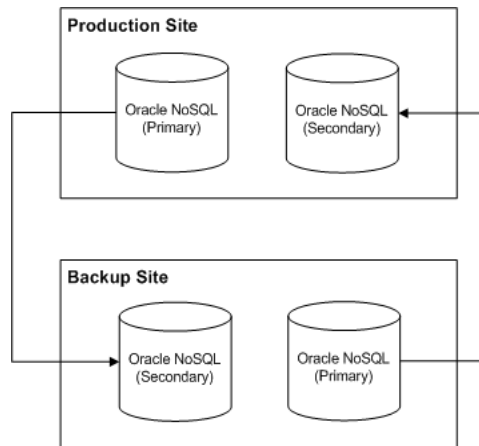 Production Site
Oracle NoSQL
(Primary)
Oracle NoSQL
(Secondary)
Backup Site
Oracle NoSQL
(Secondary)
Oracle NoSQL
(Primary)